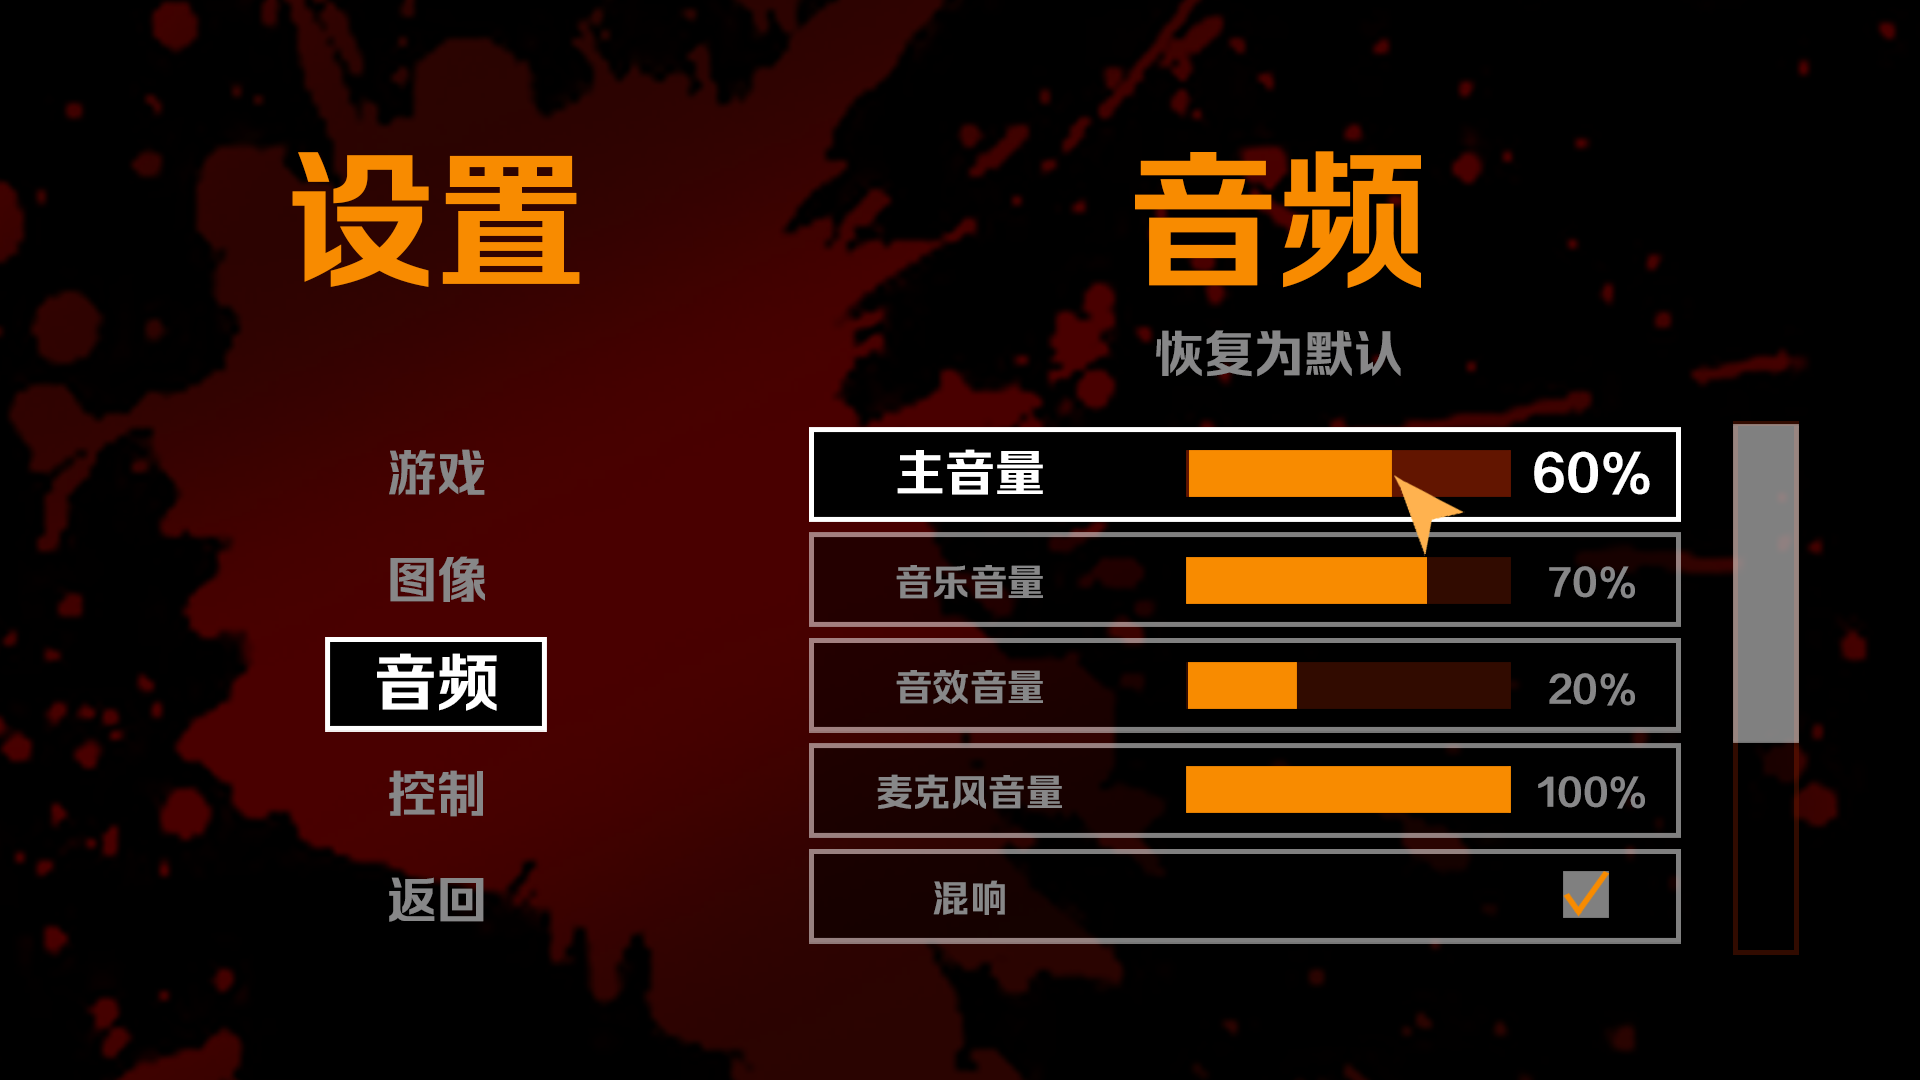 设置
游戏
图像
音频
控制
返回
音频
恢复为默认
主音量 60%
音乐音量 70%
音效音量 20%
麦克风音量 100%
混响